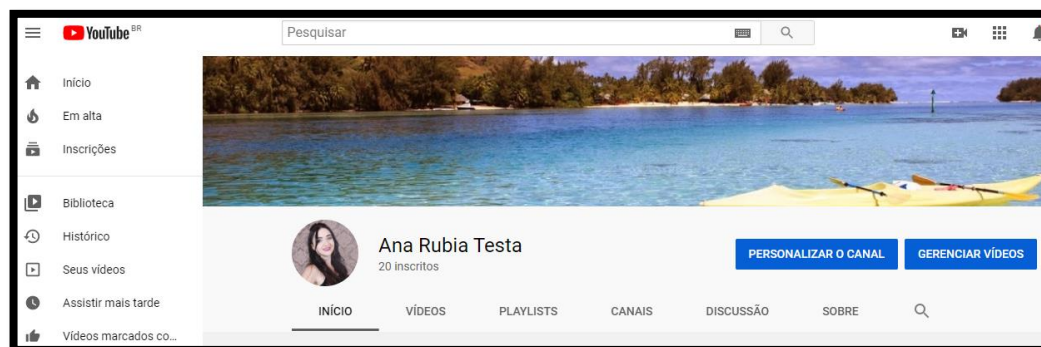 YouTube BR
Pesquisar
Início
Em alta
Inscrições
Biblioteca
Histórico
Seus vídeos
Assistir mais tarde
Vídeos marcados co...
Ana Rubia Testa
20 inscritos
PERSONALIZAR O CANAL
GERENCIAR VÍDEOS
INÍCIO VÍDEOS PLAYLISTS CANAIS DISCUSSÃO SOBRE